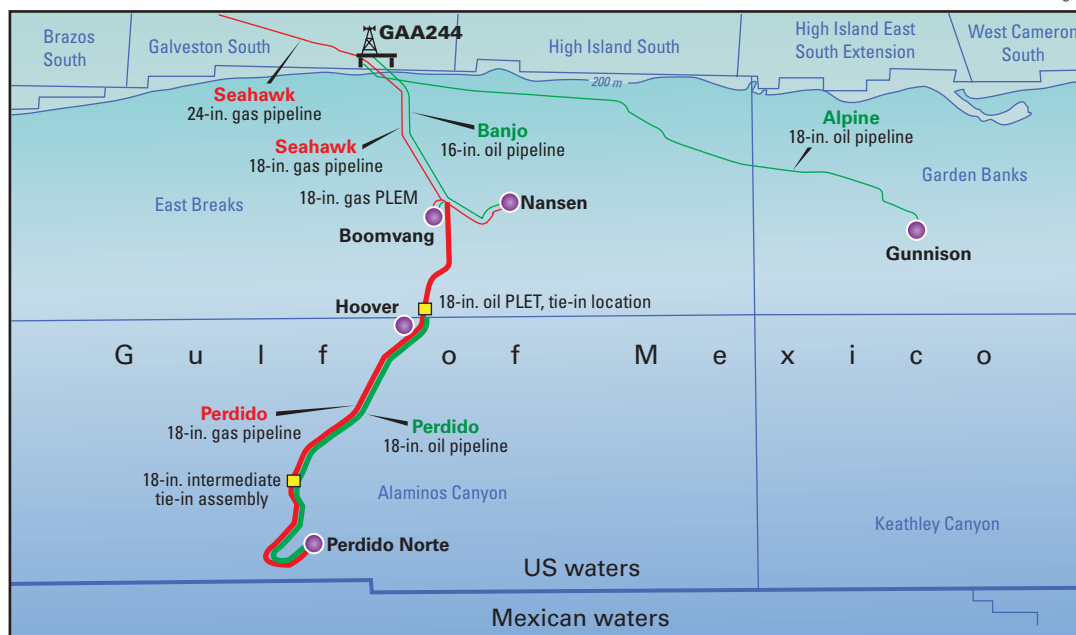 GAA244
Brazos
South
Galveston South
High Island South
High Island East
South Extension
West Cameron
South
200 m
Seahawk
24-in. gas pipeline
Seahawk
18-in. gas pipeline
Banjo
16-in. oil pipeline
Alpine
18-in. oil pipeline
Garden Banks
East Breaks
18-in. gas PLEM
Boomvang
Nansen
Gunnison
Hoover
18-in. oil PLET, tie-in location
Gulf of Mexico
Perdido
18-in. gas pipeline
Perdido
18-in. oil pipeline
18-in. intermediate
tie-in assembly
Alaminos Canyon
Keathley Canyon
Perdido Norte
US waters
Mexican waters